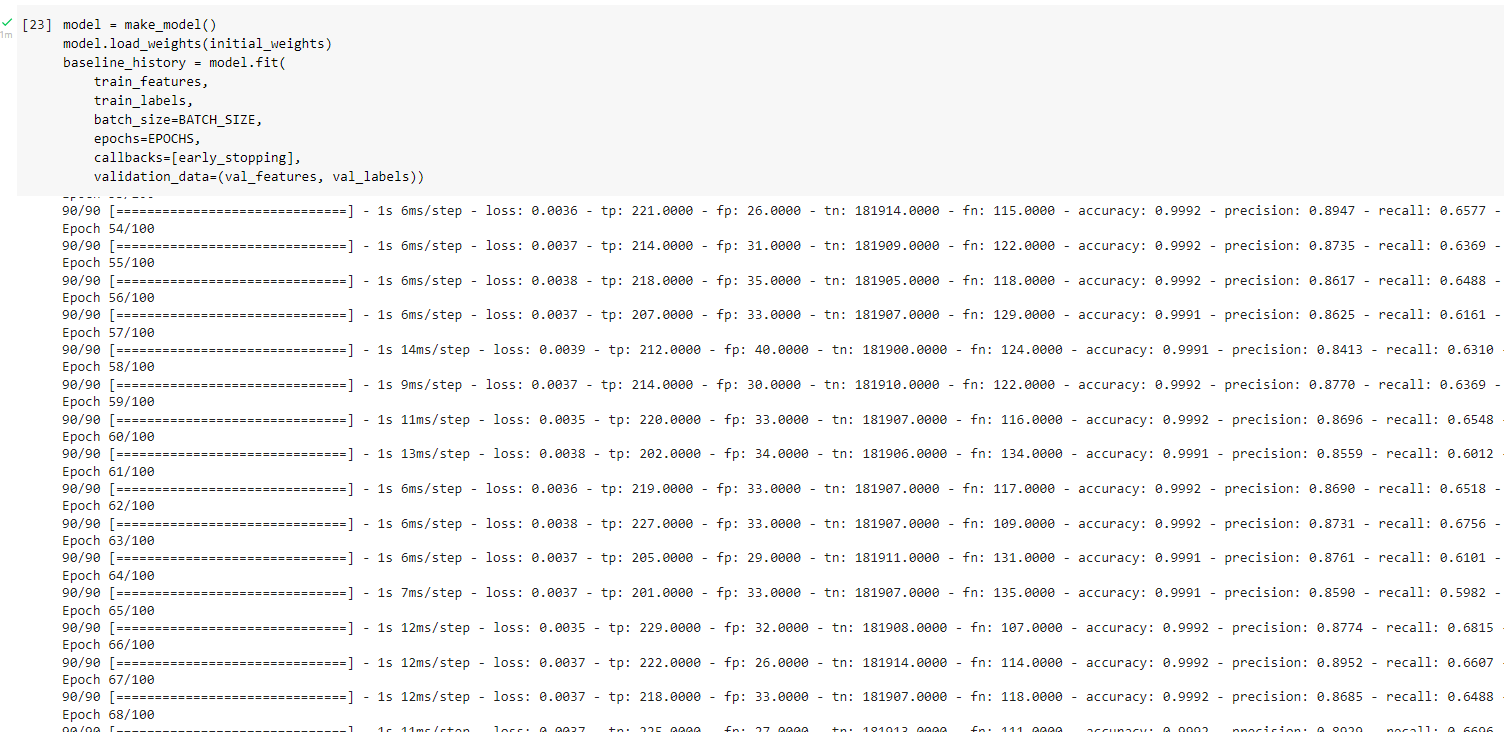 [23] model = make_model()
1m
model.load_weights(initial_weights)
baseline_history = model.fit(
train_features,
train_labels,
batch_size=BATCH_SIZE,
epochs=EPOCHS,
callbacks=[early_stopping],
validation_data=(val_features, val_labels))
90/90 [==============================] - 1s 6ms/step - loss: 0.0036 - tp: 221.0000 - fp: 26.0000 - tn: 181914.0000 - fn: 115.0000 - accuracy: 0.9992 - precision: 0.8947 - recall: 0.6577 -
Epoch 54/100
90/90 [==============================] - 1s 6ms/step - loss: 0.0037 - tp: 214.0000 - fp: 31.0000 - tn: 181909.0000 - fn: 122.0000 - accuracy: 0.9992 - precision: 0.8735 - recall: 0.6369 -
Epoch 55/100
90/90 [==============================] - 1s 6ms/step - loss: 0.0038 - tp: 218.0000 - fp: 35.0000 - tn: 181905.0000 - fn: 118.0000 - accuracy: 0.9992 - precision: 0.8617 - recall: 0.6488 -
Epoch 56/100
90/90 [==============================] - 1s 6ms/step - loss: 0.0037 - tp: 207.0000 - fp: 33.0000 - tn: 181907.0000 - fn: 129.0000 - accuracy: 0.9991 - precision: 0.8625 - recall: 0.6161 -
Epoch 57/100
90/90 [==============================] - 1s 14ms/step - loss: 0.0039 - tp: 212.0000 - fp: 40.0000 - tn: 181900.0000 - fn: 124.0000 - accuracy: 0.9991 - precision: 0.8413 - recall: 0.6310
Epoch 58/100
90/90 [==============================] - 1s 9ms/step - loss: 0.0037 - tp: 214.0000 - fp: 30.0000 - tn: 181910.0000 - fn: 122.0000 - accuracy: 0.9992 - precision: 0.8770 - recall: 0.6369 -
Epoch 59/100
90/90 [==============================] - 1s 11ms/step - loss: 0.0035 - tp: 220.0000 - fp: 33.0000 - tn: 181907.0000 - fn: 116.0000 - accuracy: 0.9992 - precision: 0.8696 - recall: 0.6548
Epoch 60/100
90/90 [==============================] - 1s 13ms/step - loss: 0.0038 - tp: 202.0000 - fp: 34.0000 - tn: 181906.0000 - fn: 134.0000 - accuracy: 0.9991 - precision: 0.8559 - recall: 0.6012
Epoch 61/100
90/90 [==============================] - 1s 6ms/step - loss: 0.0036 - tp: 219.0000 - fp: 33.0000 - tn: 181907.0000 - fn: 117.0000 - accuracy: 0.9992 - precision: 0.8690 - recall: 0.6518 -
Epoch 62/100
90/90 [==============================] - 1s 6ms/step - loss: 0.0038 - tp: 227.0000 - fp: 33.0000 - tn: 181907.0000 - fn: 109.0000 - accuracy: 0.9992 - precision: 0.8731 - recall: 0.6756 -
Epoch 63/100
90/90 [==============================] - 1s 6ms/step - loss: 0.0037 - tp: 205.0000 - fp: 29.0000 - tn: 181911.0000 - fn: 131.0000 - accuracy: 0.9991 - precision: 0.8761 - recall: 0.6101 -
Epoch 64/100
90/90 [==============================] - 1s 7ms/step - loss: 0.0037 - tp: 201.0000 - fp: 33.0000 - tn: 181907.0000 - fn: 135.0000 - accuracy: 0.9991 - precision: 0.8590 - recall: 0.5982 -
Epoch 65/100
90/90 [==============================] - 1s 12ms/step - loss: 0.0035 - tp: 229.0000 - fp: 32.0000 - tn: 181908.0000 - fn: 107.0000 - accuracy: 0.9992 - precision: 0.8774 - recall: 0.6815
Epoch 66/100
90/90 [==============================] - 1s 12ms/step - loss: 0.0037 - tp: 222.0000 - fp: 26.0000 - tn: 181914.0000 - fn: 114.0000 - accuracy: 0.9992 - precision: 0.8952 - recall: 0.6607
Epoch 67/100
90/90 [==============================] - 1s 12ms/step - loss: 0.0037 - tp: 218.0000 - fp: 33.0000 - tn: 181907.0000 - fn: 118.0000 - accuracy: 0.9992 - precision: 0.8685 - recall: 0.6488
Epoch 68/100